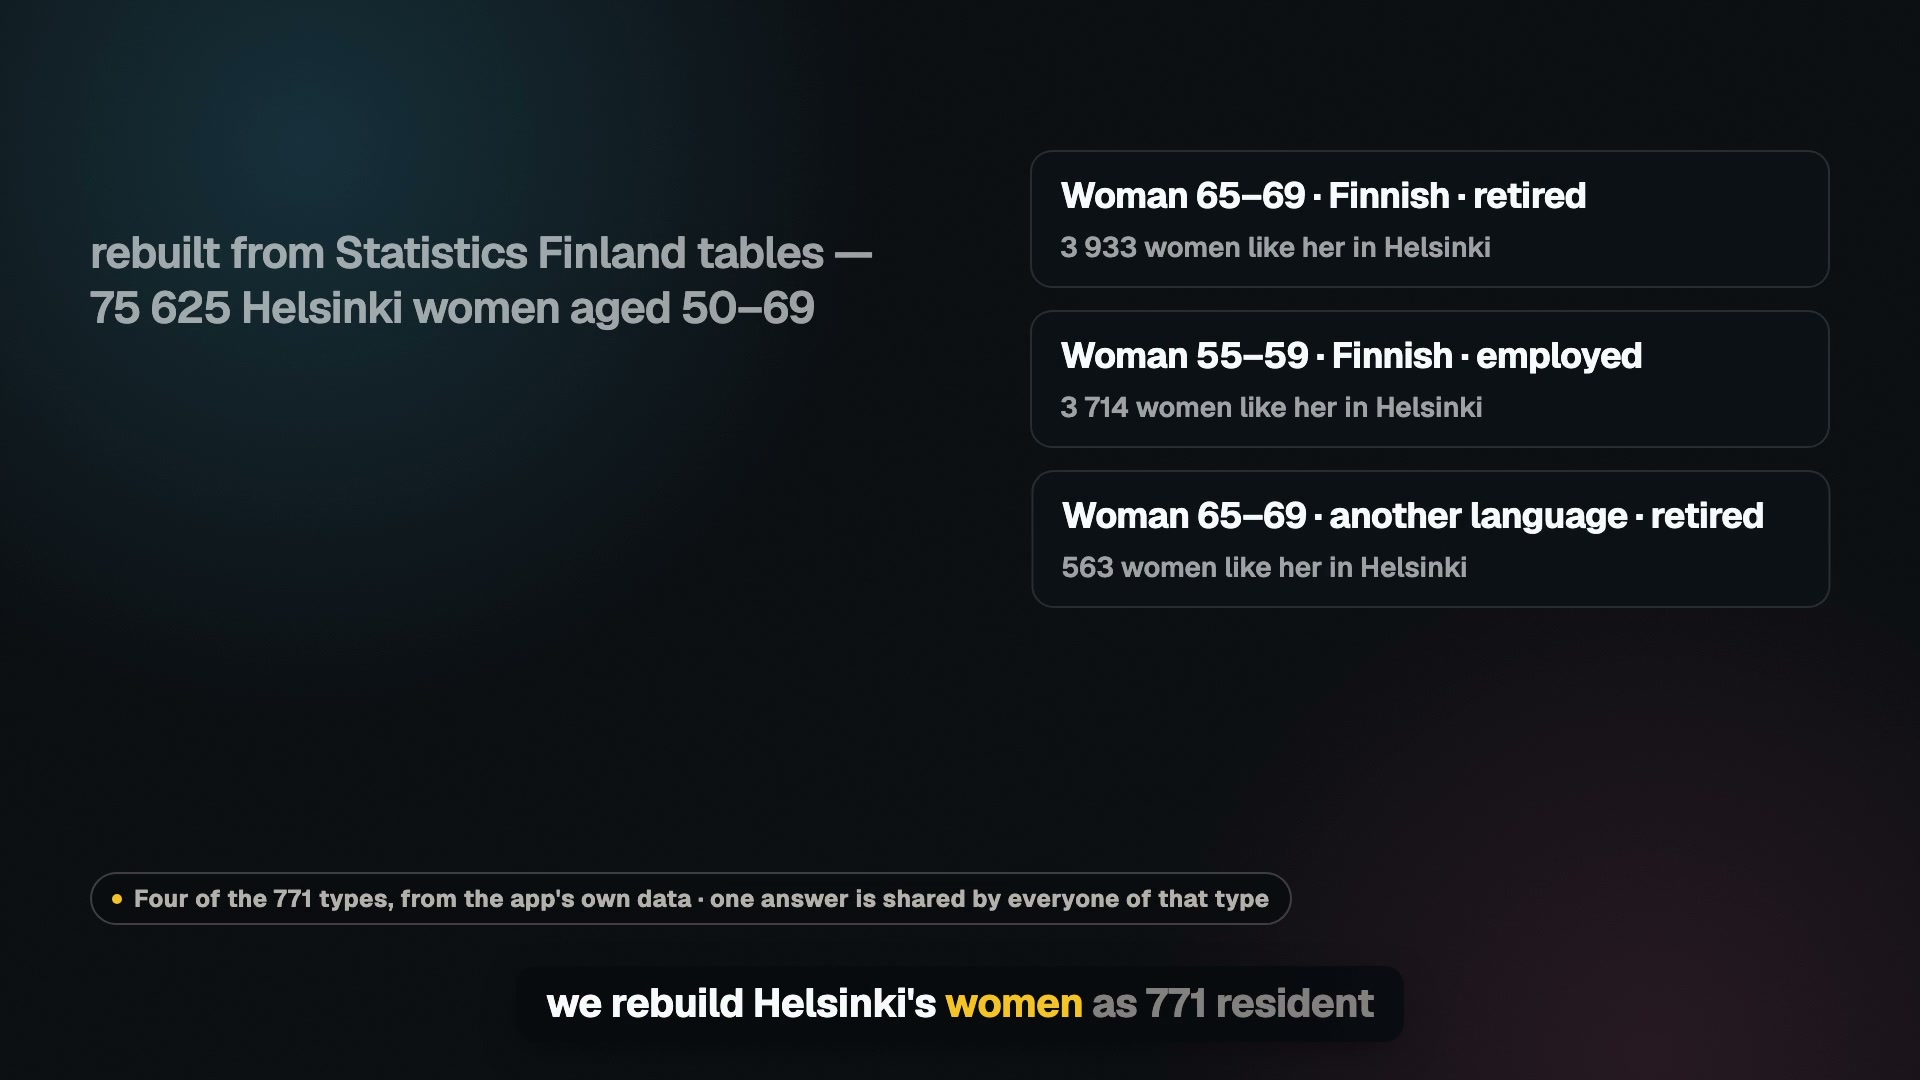 rebuilt from Statistics Finland tables —
75 625 Helsinki women aged 50–69
Woman 65–69 · Finnish · retired
3 933 women like her in Helsinki
Woman 55–59 · Finnish · employed
3 714 women like her in Helsinki
Woman 65–69 · another language · retired
563 women like her in Helsinki
Four of the 771 types, from the app's own data · one answer is shared by everyone of that type
we rebuild Helsinki's women as 771 resident